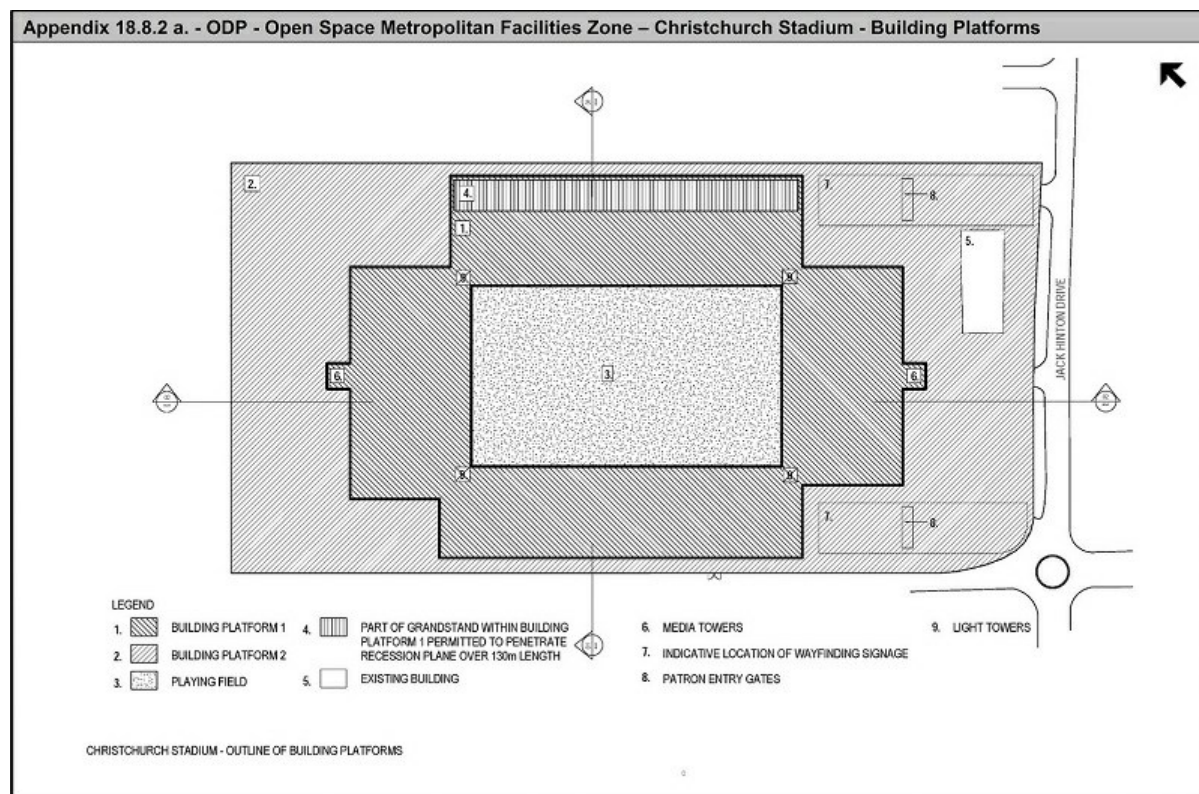 Appendix 18.8.2 a. - ODP - Open Space Metropolitan Facilities Zone – Christchurch Stadium - Building Platforms
2.
4.
7.
8.
1.
5.
9.
9.
JACK HINTON DRIVE
3.
6.
6.
9.
9.
7.
8.
LEGEND
1. BUILDING PLATFORM 1
2. BUILDING PLATFORM 2
3. PLAYING FIELD
4. PART OF GRANDSTAND WITHIN BUILDING
PLATFORM 1 PERMITTED TO PENETRATE
RECESSION PLANE OVER 130m LENGTH
5. EXISTING BUILDING
6. MEDIA TOWERS
7. INDICATIVE LOCATION OF WAYFINDING SIGNAGE
8. PATRON ENTRY GATES
9. LIGHT TOWERS
CHRISTCHURCH STADIUM - OUTLINE OF BUILDING PLATFORMS